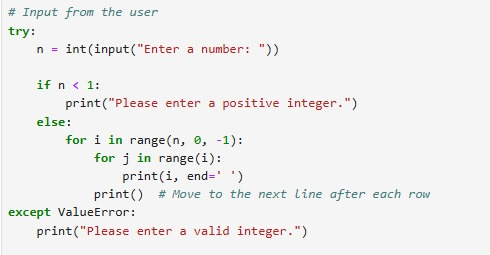 # Input from the user
try:
    n = int(input("Enter a number: "))

    if n < 1:
        print("Please enter a positive integer.")
    else:
        for i in range(n, 0, -1):
            for j in range(i):
                print(i, end=' ')
            print()  # Move to the next line after each row
except ValueError:
    print("Please enter a valid integer.")